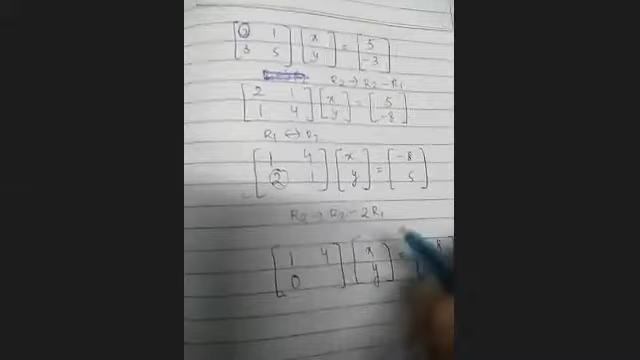 [2 1] [x] = [5]
[3 5] [y] [-3]
R₂ → R₂ - R₁
[2 1] [x] = [5]
[1 4] [y] [-8]
R₁ ↔ R₂
[1 4] [x] = [-8]
[2 1] [y] [5]
R₂ → R₂ - 2R₁
[1 4] [x] =
[0 ] [y]